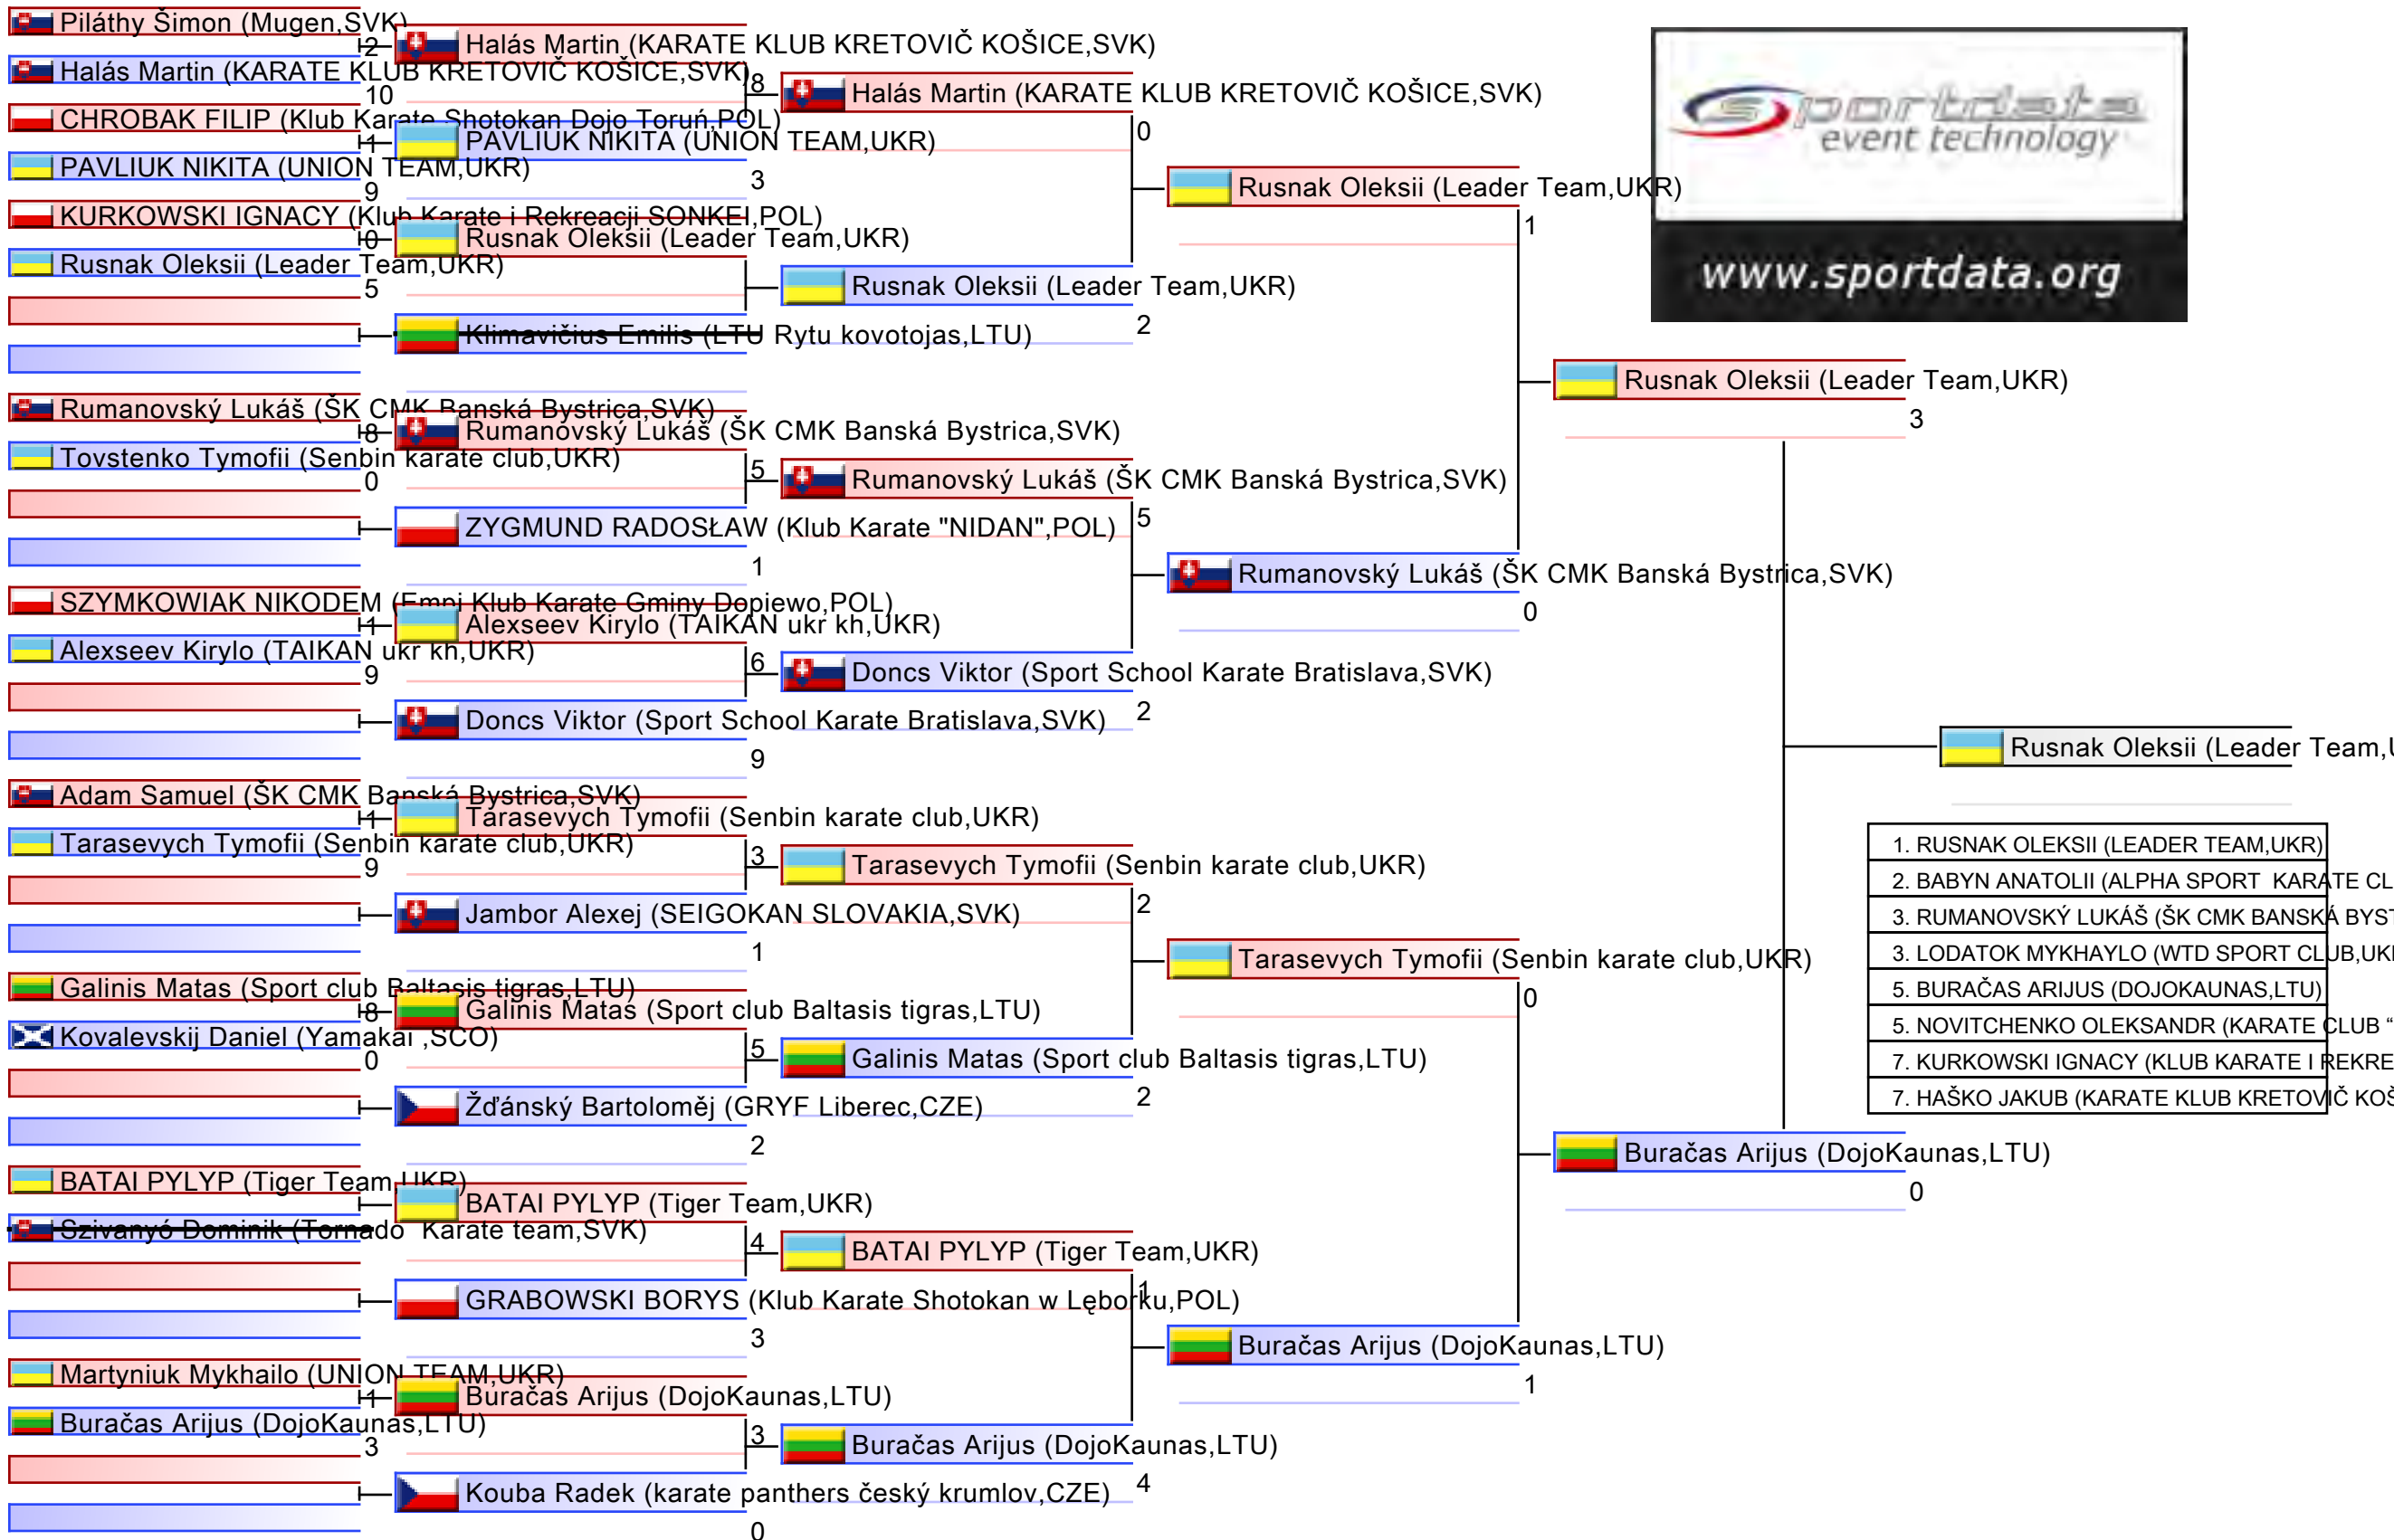 Piláthy Šimon (Mugen,SVK)
2
Halás Martin (KARATE KLUB KRETOVIČ KOŠICE,SVK)
10
CHROBAK FILIP (Klub Karate Shotokan Dojo Toruń,POL)
1
PAVLIUK NIKITA (UNION TEAM,UKR)
9
KURKOWSKI IGNACY (Klub Karate i Rekreacji SONKEI,POL)
0
Rusnak Oleksii (Leader Team,UKR)
5
Rumanovský Lukáš (ŠK CMK Banská Bystrica,SVK)
8
Tovstenko Tymofii (Senbin karate club,UKR)
0
SZYMKOWIAK NIKODEM (Empi Klub Karate Gminy Dopiewo,POL)
1
Alexseev Kirylo (TAIKAN ukr kh,UKR)
9
Adam Samuel (ŠK CMK Banská Bystrica,SVK)
1
Tarasevych Tymofii (Senbin karate club,UKR)
9
Galinis Matas (Sport club Baltasis tigras,LTU)
8
Kovalevskij Daniel (Yamakai ,SCO)
0
BATAI PYLYP (Tiger Team,UKR)
Szivanyó Dominik (Tornado Karate team,SVK)
Martyniuk Mykhailo (UNION TEAM,UKR)
1
Buračas Arijus (DojoKaunas,LTU)
3
Halás Martin (KARATE KLUB KRETOVIČ KOŠICE,SVK)
8
PAVLIUK NIKITA (UNION TEAM,UKR)
3
Rusnak Oleksii (Leader Team,UKR)
Klimavičius Emilis (LTU Rytu kovotojas,LTU)
Rumanovský Lukáš (ŠK CMK Banská Bystrica,SVK)
5
ZYGMUND RADOSŁAW (Klub Karate "NIDAN",POL)
1
Alexseev Kirylo (TAIKAN ukr kh,UKR)
6
Doncs Viktor (Sport School Karate Bratislava,SVK)
9
Tarasevych Tymofii (Senbin karate club,UKR)
3
Jambor Alexej (SEIGOKAN SLOVAKIA,SVK)
1
Galinis Matas (Sport club Baltasis tigras,LTU)
5
Žďánský Bartoloměj (GRYF Liberec,CZE)
2
BATAI PYLYP (Tiger Team,UKR)
4
GRABOWSKI BORYS (Klub Karate Shotokan w Lęborku,POL)
3
Buračas Arijus (DojoKaunas,LTU)
3
Kouba Radek (karate panthers český krumlov,CZE)
0
Halás Martin (KARATE KLUB KRETOVIČ KOŠICE,SVK)
0
Rusnak Oleksii (Leader Team,UKR)
2
Rumanovský Lukáš (ŠK CMK Banská Bystrica,SVK)
5
Doncs Viktor (Sport School Karate Bratislava,SVK)
2
Tarasevych Tymofii (Senbin karate club,UKR)
2
Galinis Matas (Sport club Baltasis tigras,LTU)
2
BATAI PYLYP (Tiger Team,UKR)
1
Buračas Arijus (DojoKaunas,LTU)
4
Rusnak Oleksii (Leader Team,UKR)
1
Rumanovský Lukáš (ŠK CMK Banská Bystrica,SVK)
0
Tarasevych Tymofii (Senbin karate club,UKR)
0
Buračas Arijus (DojoKaunas,LTU)
1
Rusnak Oleksii (Leader Team,UKR)
3
Buračas Arijus (DojoKaunas,LTU)
0
sportdata
event technology
www.sportdata.org
Rusnak Oleksii (Leader Team,
1. RUSNAK OLEKSII (LEADER TEAM,UKR)
2. BABYN ANATOLII (ALPHA SPORT KARATE CL
3. RUMANOVSKÝ LUKÁŠ (ŠK CMK BANSKÁ BYST
3. LODATOK MYKHAYLO (WTD SPORT CLUB,UK
5. BURAČAS ARIJUS (DOJOKAUNAS,LTU)
5. NOVITCHENKO OLEKSANDR (KARATE CLUB “
7. KURKOWSKI IGNACY (KLUB KARATE I REKRE
7. HAŠKO JAKUB (KARATE KLUB KRETOVIČ KOŠ